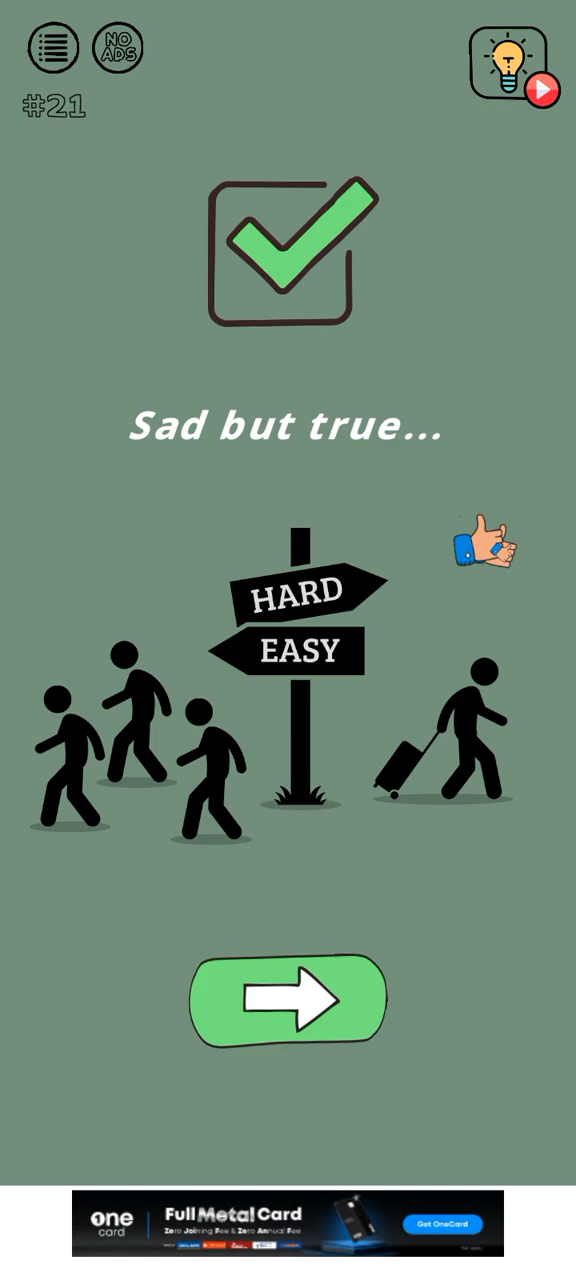 NO
ADS
#21
Sad but true...
HARD
EASY
one
card
Full Metal Card
Zero Joining Fee & Zero Annual Fee
Get OneCard